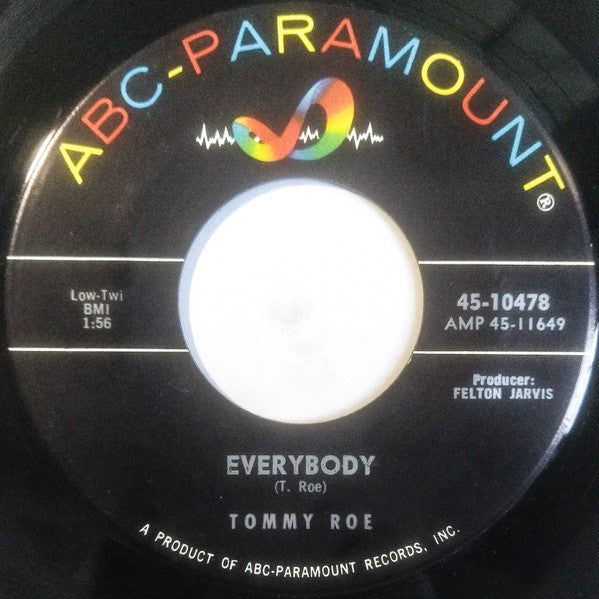 ABC-PARAMOUNT®
Low-Twi
BMI
1:56
45-10478
AMP 45-11649
Producer:
FELTON JARVIS
EVERYBODY
(T. Roe)
TOMMY ROE
A PRODUCT OF ABC-PARAMOUNT RECORDS, INC.